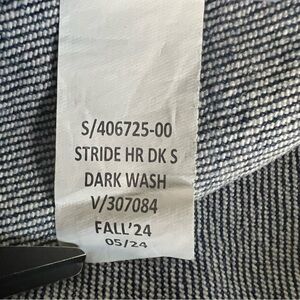 S/406725-00
STRIDE HR DK S
DARK WASH
V/307084
FALL'24
05/24